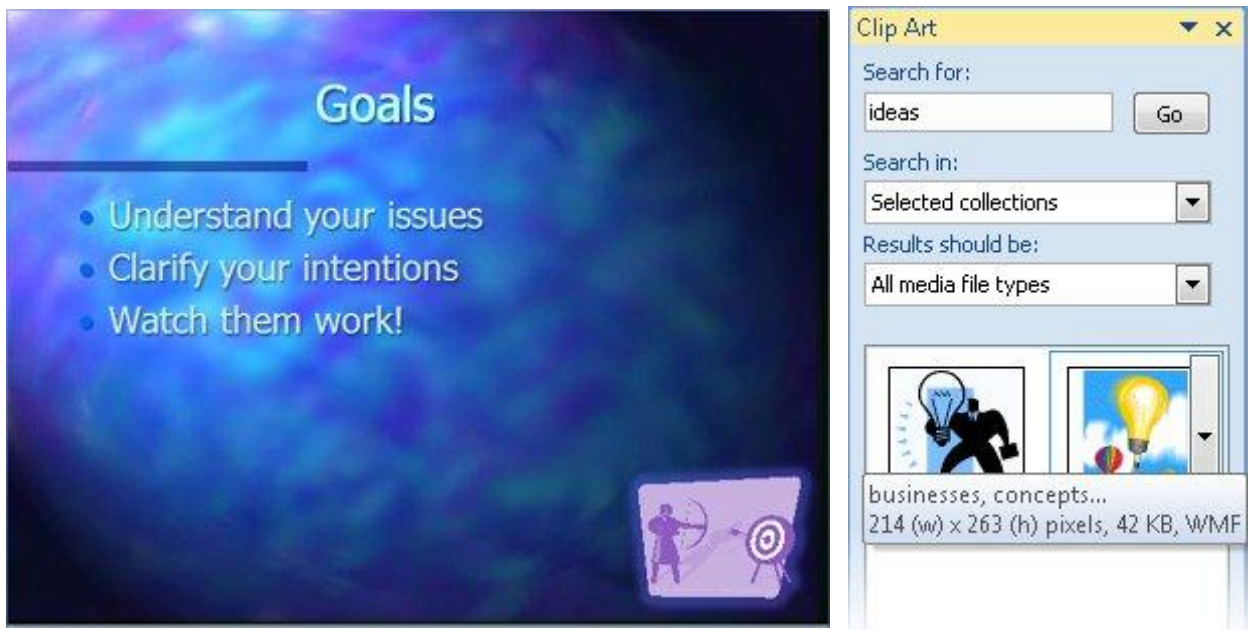 Goals
• Understand your issues
• Clarify your intentions
• Watch them work!
Clip Art
Search for:
ideas
Go
Search in:
Selected collections
Results should be:
All media file types
businesses, concepts...
214 (w) x 263 (h) pixels, 42 KB, WMF